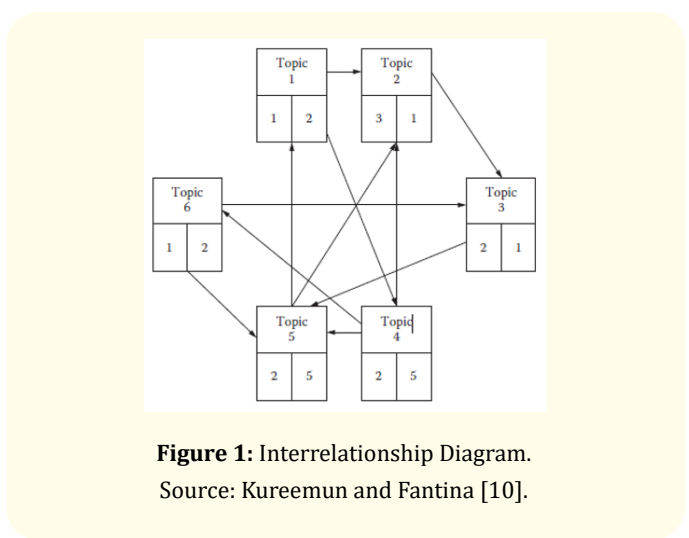 Topic
1
1 2
Topic
2
3 1
Topic
6
1 2
Topic
3
2 1
Topic
5
2 5
Topic
4
2 5
Figure 1: Interrelationship Diagram.
Source: Kureemun and Fantina [10].